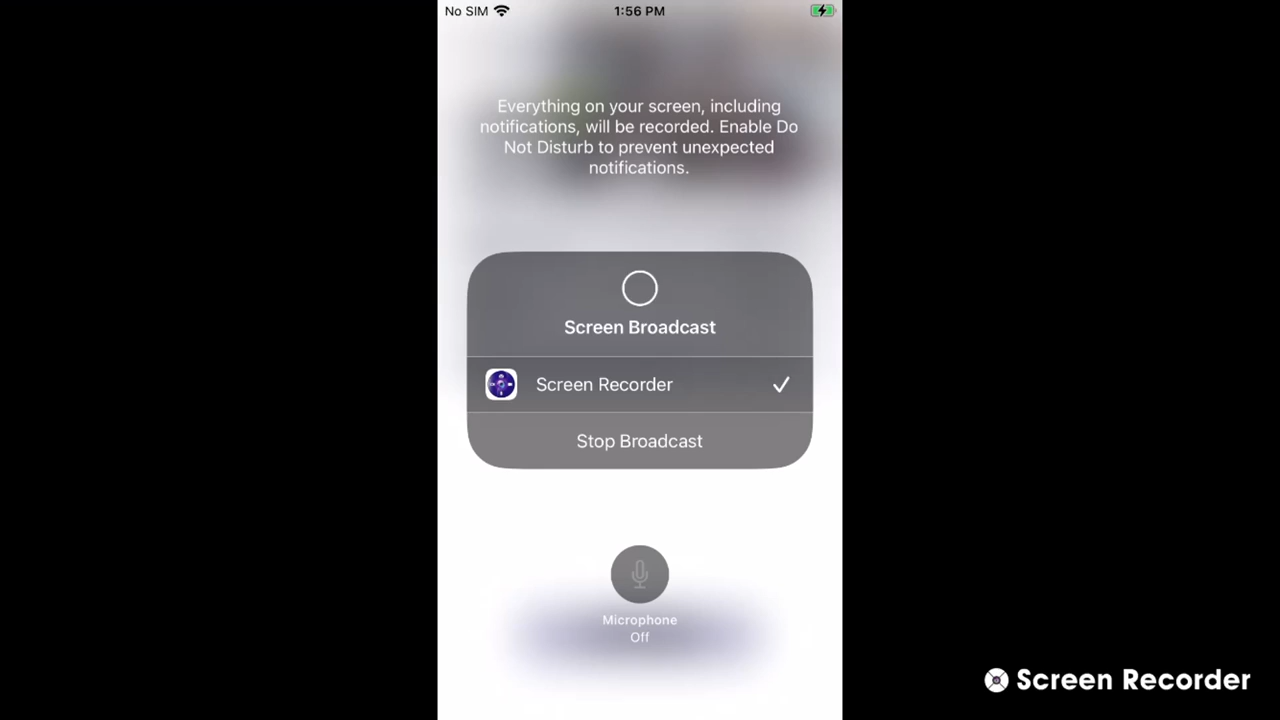 No SIM
1:56 PM
Everything on your screen, including
notifications, will be recorded. Enable Do
Not Disturb to prevent unexpected
notifications.
Screen Broadcast
Screen Recorder
Stop Broadcast
Microphone
Off
Screen Recorder